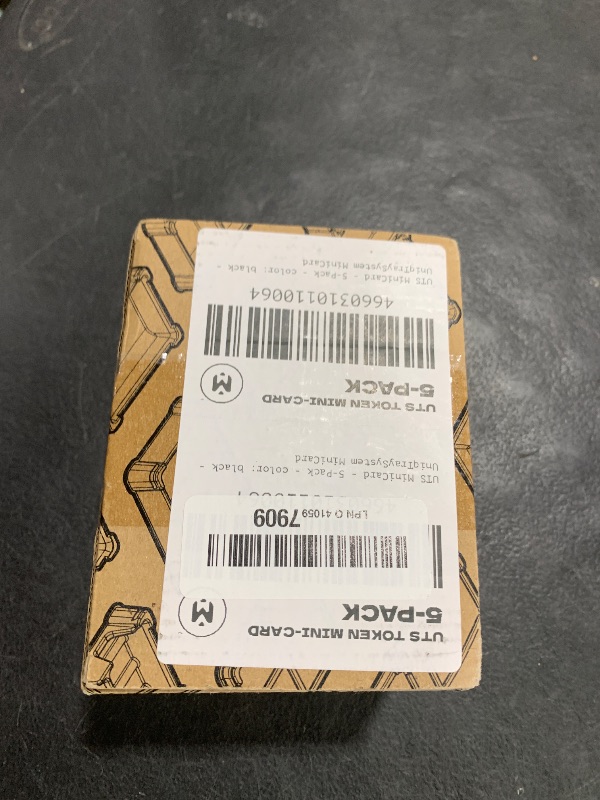 UTS TOKEN MINI-CARD
5-PACK
M
LPN O 41059 7909
UTS MiniCard - 5-Pack - color: black -
UniqTraySystem MiniCard
UTS TOKEN MINI-CARD
5-PACK
M
4660310110064
UTS MiniCard - 5-Pack - color: black -
UniqTraySystem MiniCard